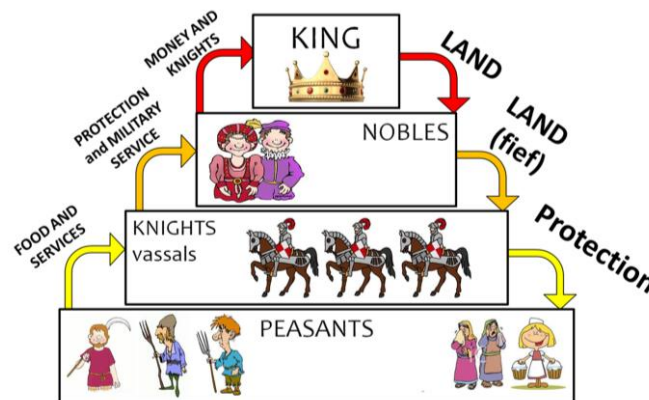 KING
MONEY AND
KNIGHTS
LAND
NOBLES
PROTECTION
and MILITARY
SERVICE
LAND
(fief)
KNIGHTS
vassals
FOOD AND
SERVICES
Protection
PEASANTS